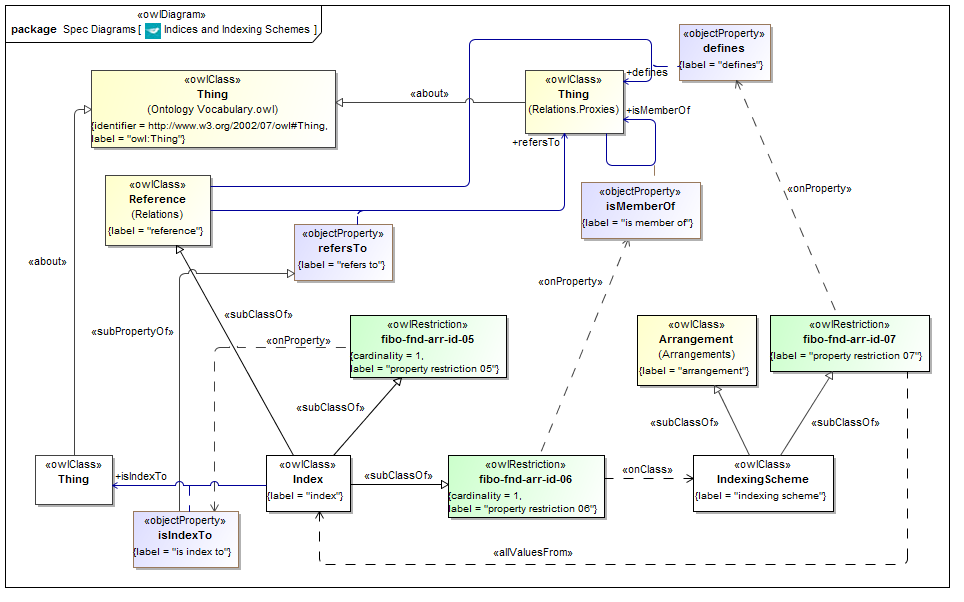 «owlDiagram»
package Spec Diagrams [ Indices and Indexing Schemes ]
«objectProperty»
defines
{label = "defines"}
«owlClass»
Thing
(Ontology Vocabulary.owl)
{identifier = http://www.w3.org/2002/07/owl#Thing,
label = "owl:Thing"}
«about»
«owlClass»
Thing
(Relations.Proxies)
+defines
+isMemberOf
+refersTo
«owlClass»
Reference
(Relations)
{label = "reference"}
«objectProperty»
isMemberOf
{label = "is member of"}
«onProperty»
«objectProperty»
refersTo
{label = "refers to"}
«about»
«onProperty»
«subClassOf»
«subPropertyOf»
«onProperty»
«owlRestriction»
fibo-fnd-arr-id-05
{cardinality = 1,
label = "property restriction 05"}
«owlClass»
Arrangement
(Arrangements)
{label = "arrangement"}
«owlRestriction»
fibo-fnd-arr-id-07
{label = "property restriction 07"}
«subClassOf»
«subClassOf»
«subClassOf»
«owlClass»
Thing
+isIndexTo
«owlClass»
Index
{label = "index"}
«subClassOf»
«owlRestriction»
fibo-fnd-arr-id-06
{cardinality = 1,
label = "property restriction 06"}
«onClass»
«owlClass»
IndexingScheme
{label = "indexing scheme"}
«objectProperty»
isIndexTo
{label = "is index to"}
«allValuesFrom»